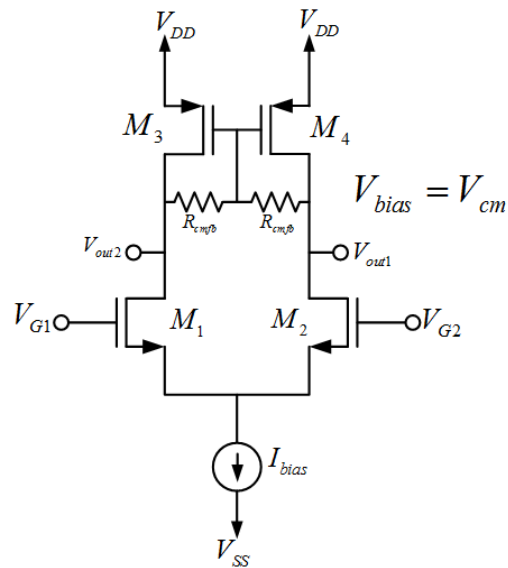 V_DD V_DD
M_3 M_4
V_bias = V_cm
R_cmfb R_cmfb
V_out2 V_out1
V_G1 M_1 M_2 V_G2
I_bias
V_SS